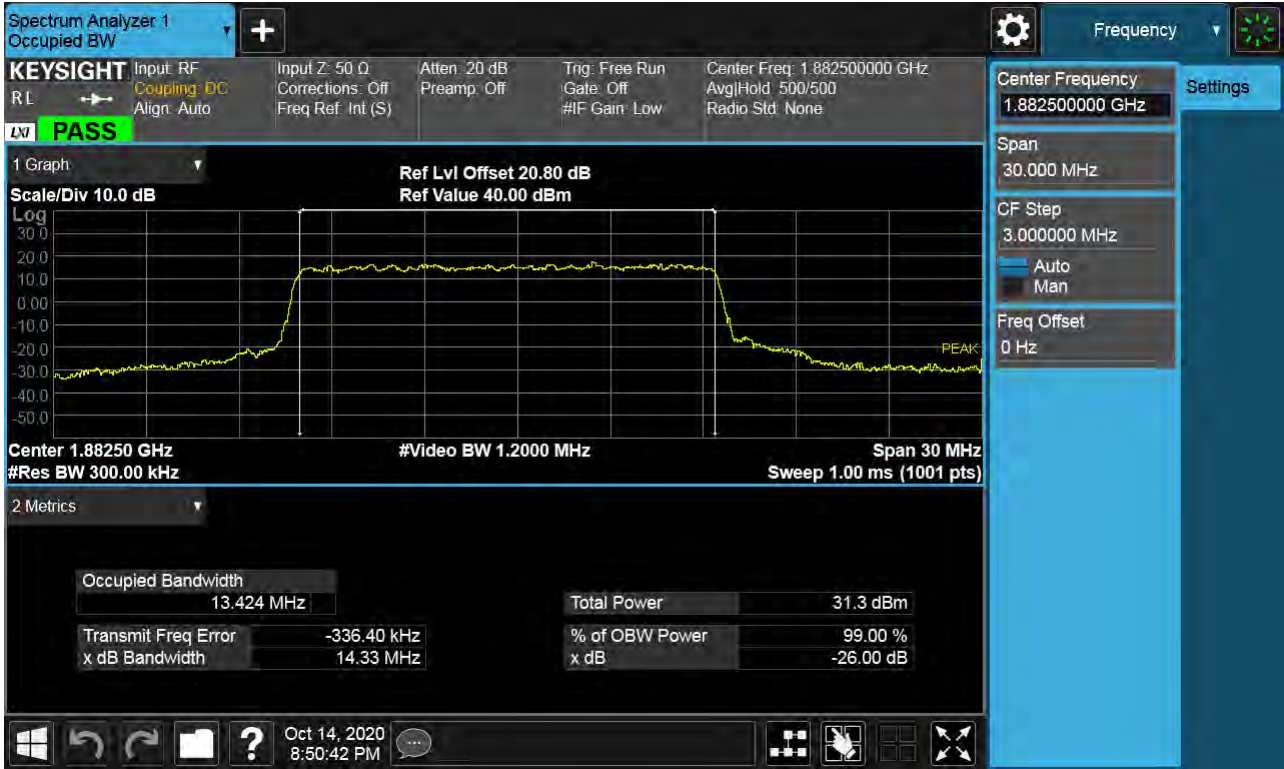 Spectrum Analyzer 1
Occupied BW
Frequency
KEYSIGHT
RL
LXI
PASS
Input: RF
Coupling: DC
Align: Auto
Input Z: 50 Ω
Corrections: Off
Freq Ref: Int (S)
Atten: 20 dB
Preamp: Off
Trig: Free Run
Gate: Off
#IF Gain: Low
Center Freq: 1.882500000 GHz
Avg|Hold: 500/500
Radio Std: None
Center Frequency
1.882500000 GHz
Settings
Span
30.000 MHz
CF Step
3.000000 MHz
Auto
Man
Freq Offset
0 Hz
1 Graph
Scale/Div 10.0 dB
Ref Lvl Offset 20.80 dB
Ref Value 40.00 dBm
Log
30.0
20.0
10.0
0.00
-10.0
-20.0
-30.0
-40.0
-50.0
PEAK
Center 1.88250 GHz
#Video BW 1.2000 MHz
Span 30 MHz
#Res BW 300.00 kHz
Sweep 1.00 ms (1001 pts)
2 Metrics
Occupied Bandwidth
13.424 MHz
Total Power 31.3 dBm
Transmit Freq Error -336.40 kHz
% of OBW Power 99.00 %
x dB Bandwidth 14.33 MHz
x dB -26.00 dB
Oct 14, 2020
8:50:42 PM